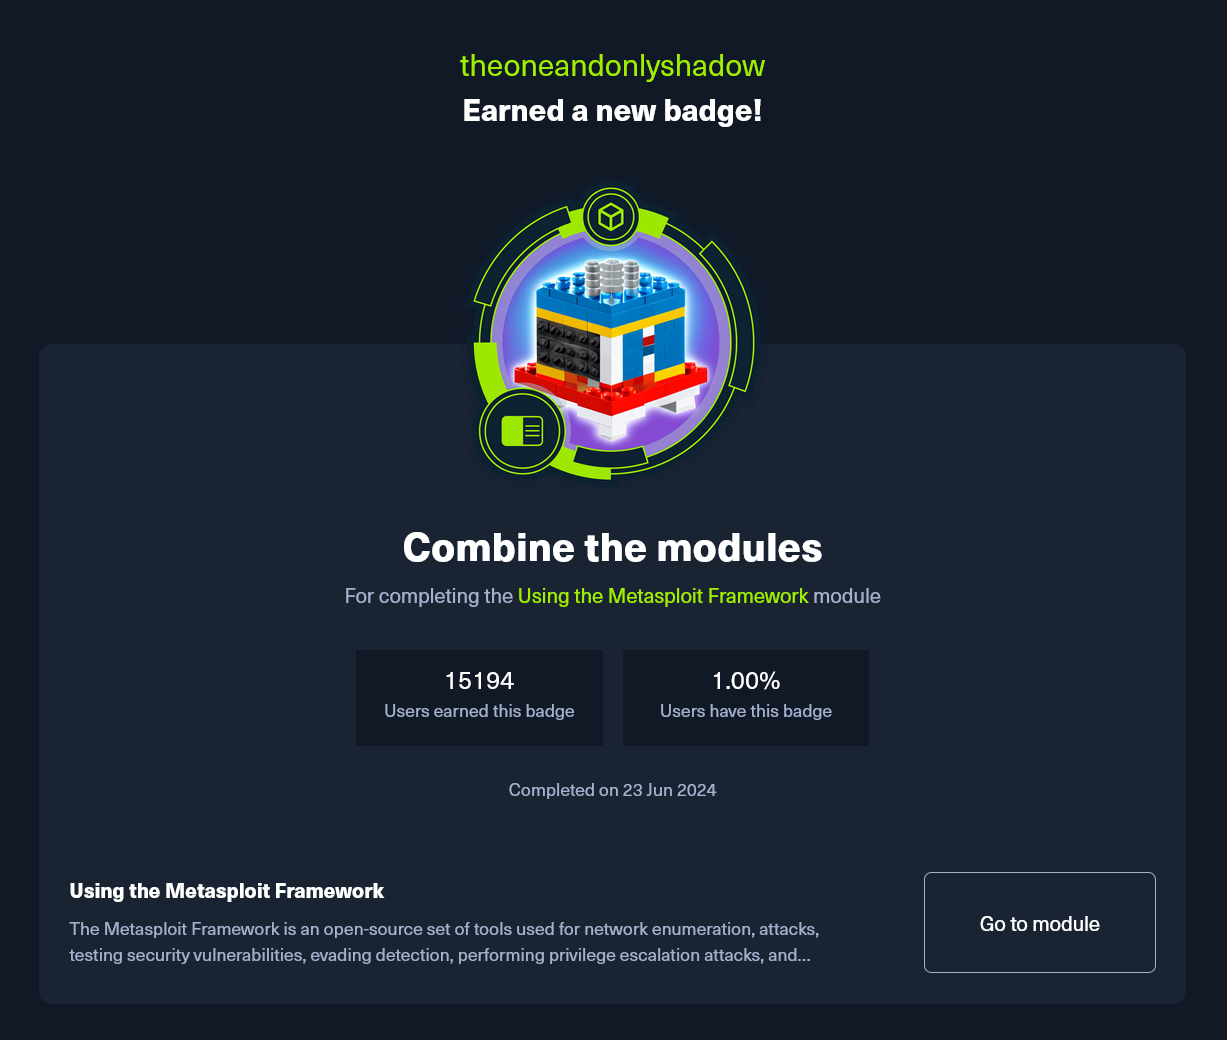 theoneandonlyshadow
Earned a new badge!
Combine the modules
For completing the Using the Metasploit Framework module
15194
Users earned this badge
1.00%
Users have this badge
Completed on 23 Jun 2024
Using the Metasploit Framework
The Metasploit Framework is an open-source set of tools used for network enumeration, attacks,
testing security vulnerabilities, evading detection, performing privilege escalation attacks, and...
Go to module